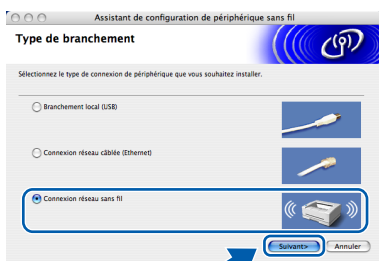 Assistant de configuration de périphérique sans fil
Type de branchement
Sélectionnez le type de connexion de périphérique que vous souhaitez installer.
Branchement local (USB)
Connexion réseau câblée (Ethernet)
Connexion réseau sans fil
Suivant>
Annuler